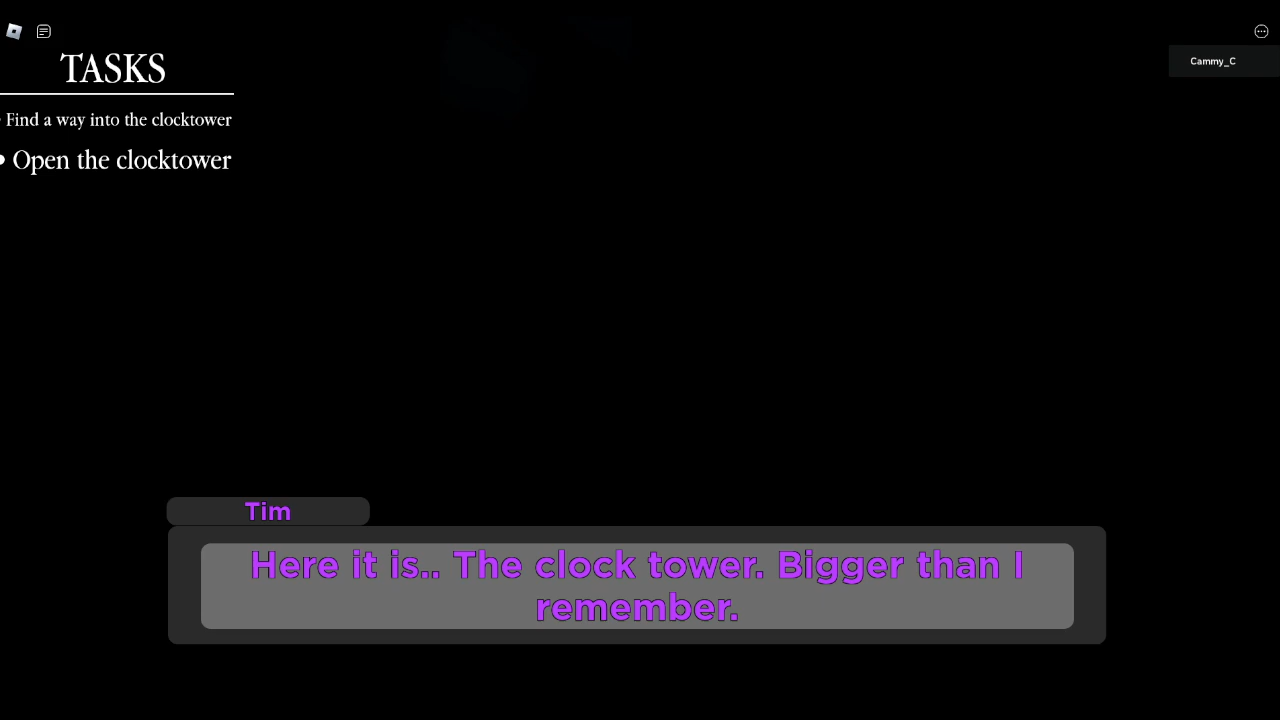 TASKS
Cammy_C
Find a way into the clocktower
• Open the clocktower
Tim
Here it is.. The clock tower. Bigger than I
remember.